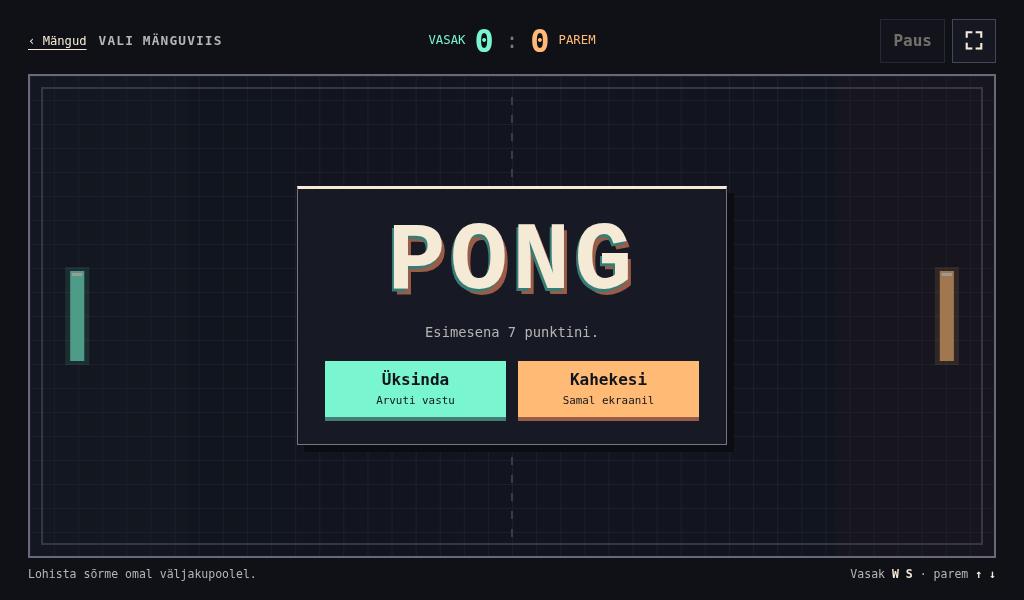 ‹ Mängud VALI MÄNGUVIIS
VASAK 0 : 0 PAREM
Paus
PONG
Esimesena 7 punktini.
Üksinda
Arvuti vastu
Kahekesi
Samal ekraanil
Lohista sõrme omal väljakupoolel.
Vasak W S · parem ↑ ↓